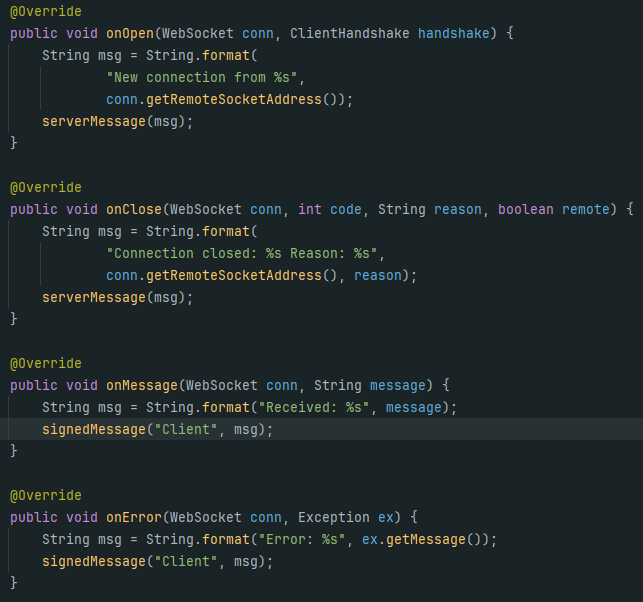 @Override
public void onOpen(WebSocket conn, ClientHandshake handshake) {
    String msg = String.format(
            "New connection from %s",
            conn.getRemoteSocketAddress());
    serverMessage(msg);
}

@Override
public void onClose(WebSocket conn, int code, String reason, boolean remote) {
    String msg = String.format(
            "Connection closed: %s Reason: %s",
            conn.getRemoteSocketAddress(), reason);
    serverMessage(msg);
}

@Override
public void onMessage(WebSocket conn, String message) {
    String msg = String.format("Received: %s", message);
    signedMessage("Client", msg);
}

@Override
public void onError(WebSocket conn, Exception ex) {
    String msg = String.format("Error: %s", ex.getMessage());
    signedMessage("Client", msg);
}